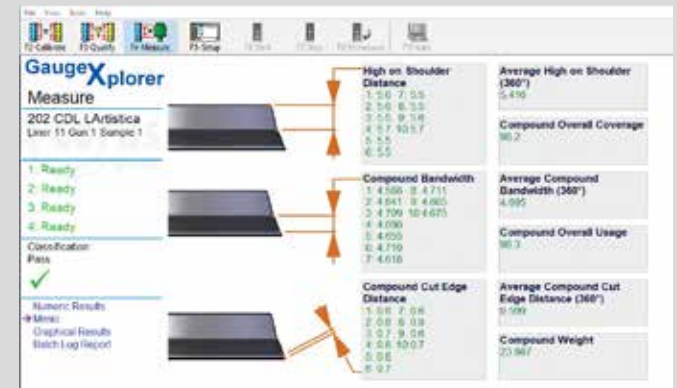 File View Tools Help
F2-Calibrate F3-Qualify F4-Measure F5-Setup
GaugeXplorer
Measure
202 CDL LArtistica
Liner 11 Gun 1 Sample 1
1: Ready
2: Ready
3: Ready
4: Ready
Classification
Pass
Numeric Results
Mimic
Graphical Results
Batch Log Report
High on Shoulder
Distance
1: 5.6 7: 5.5
2: 5.6 8: 5.5
3: 5.5 9: 5.6
4: 5.7 10:5.7
5: 5.5
6: 5.5
Average High on Shoulder
(360°)
5.416
Compound Overall Coverage
98.2
Compound Bandwidth
1: 4.566 8: 4.711
2: 4.641 9: 4.665
3: 4.709 10:4.675
4: 4.696
5: 4.655
6: 4.719
7: 4.618
Average Compound
Bandwidth (360°)
4.695
Compound Overall Usage
98.3
Compound Cut Edge
Distance
1: 0.6 7: 0.6
2: 0.6 8: 0.8
3: 0.7 9: 0.6
4: 0.6 10:0.7
5: 0.6
6: 0.7
Average Compound Cut
Edge Distance (360°)
0.599
Compound Weight
23.967